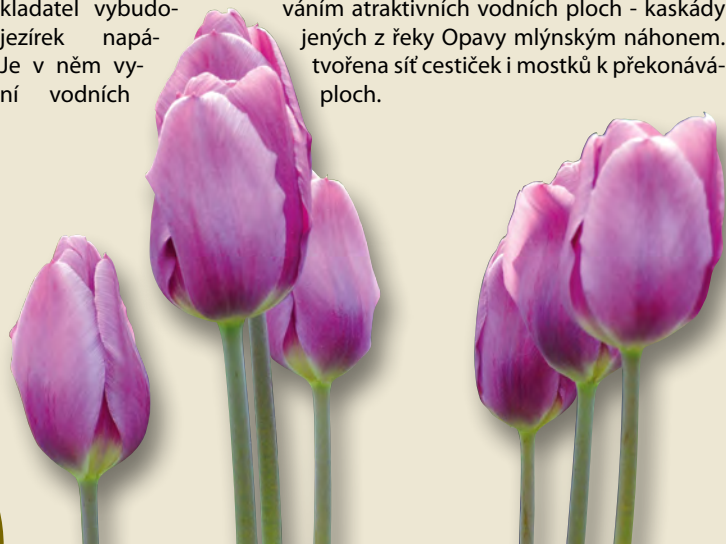 kladatel vybudo- váním atraktivních vodních ploch - kaskády
jezírek napá- jených z řeky Opavy mlýnským náhonem.
Je v něm vy- tvořena síť cestiček i mostků k překonává-
ní vodních ploch.